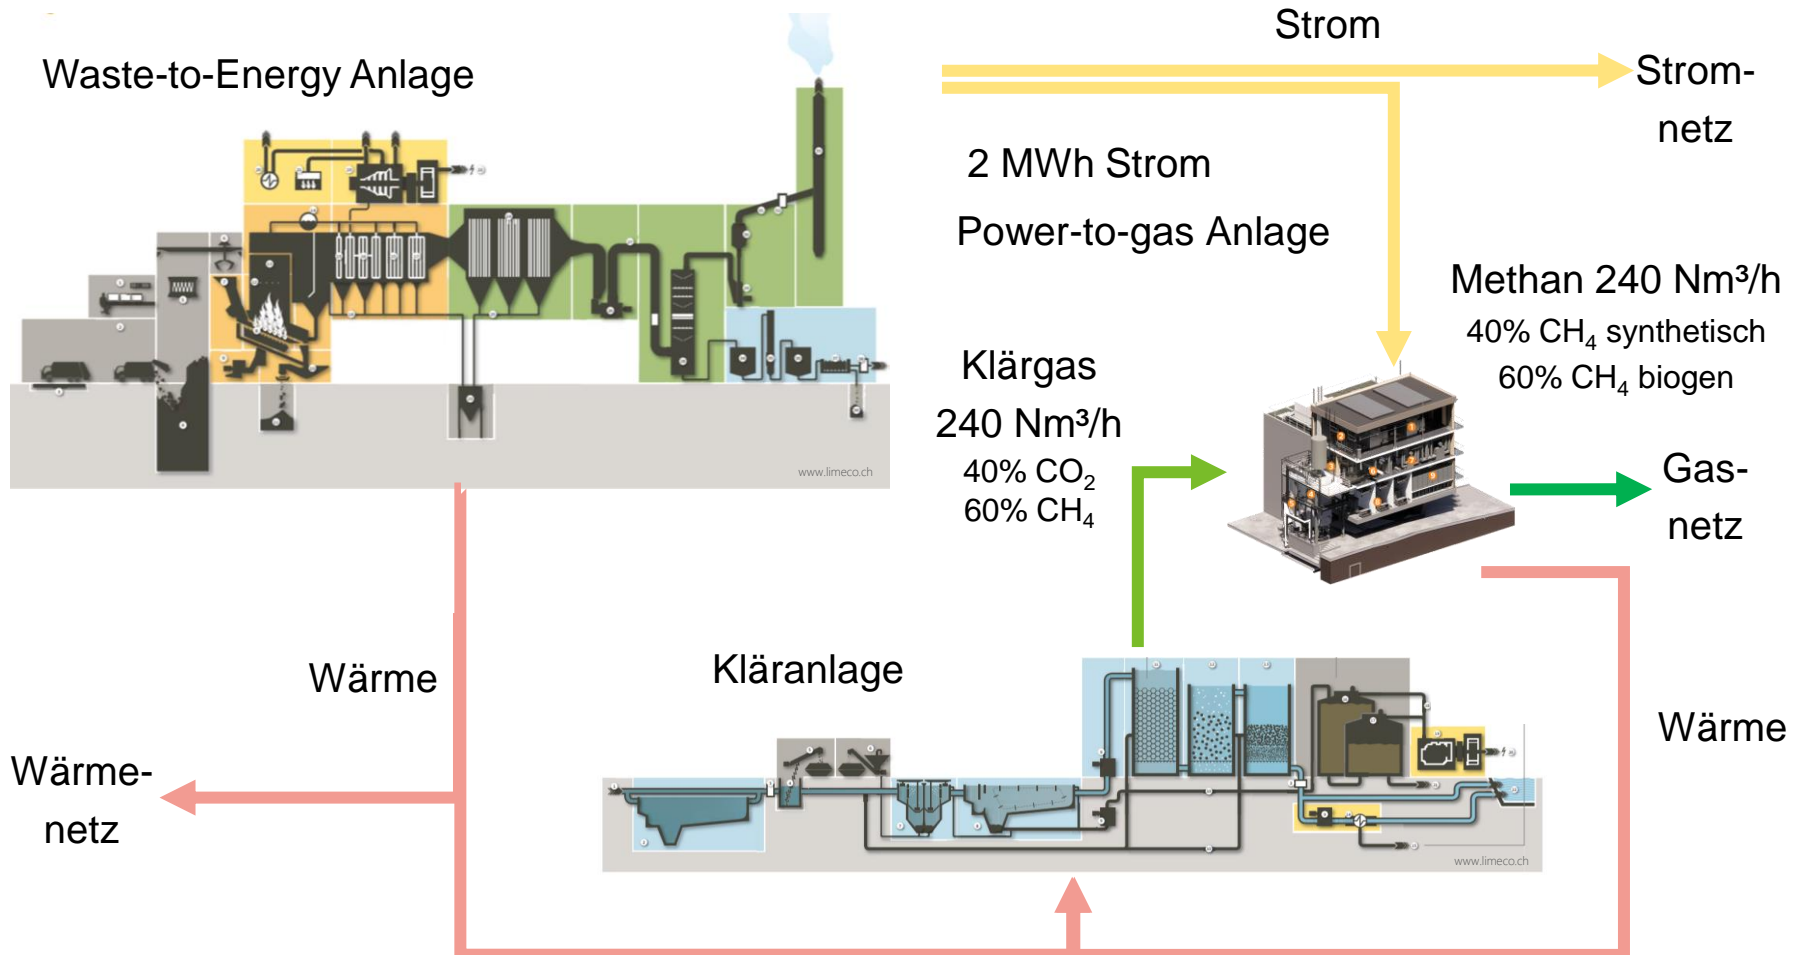 Strom
Waste-to-Energy Anlage
Strom-
netz
2 MWh Strom
Power-to-gas Anlage
Methan 240 Nm³/h
40% CH₄ synthetisch
60% CH₄ biogen
Klärgas
240 Nm³/h
40% CO₂
60% CH₄
www.limeco.ch
Gas-
netz
Wärme
Kläranlage
Wärme
Wärme-
netz
www.limeco.ch